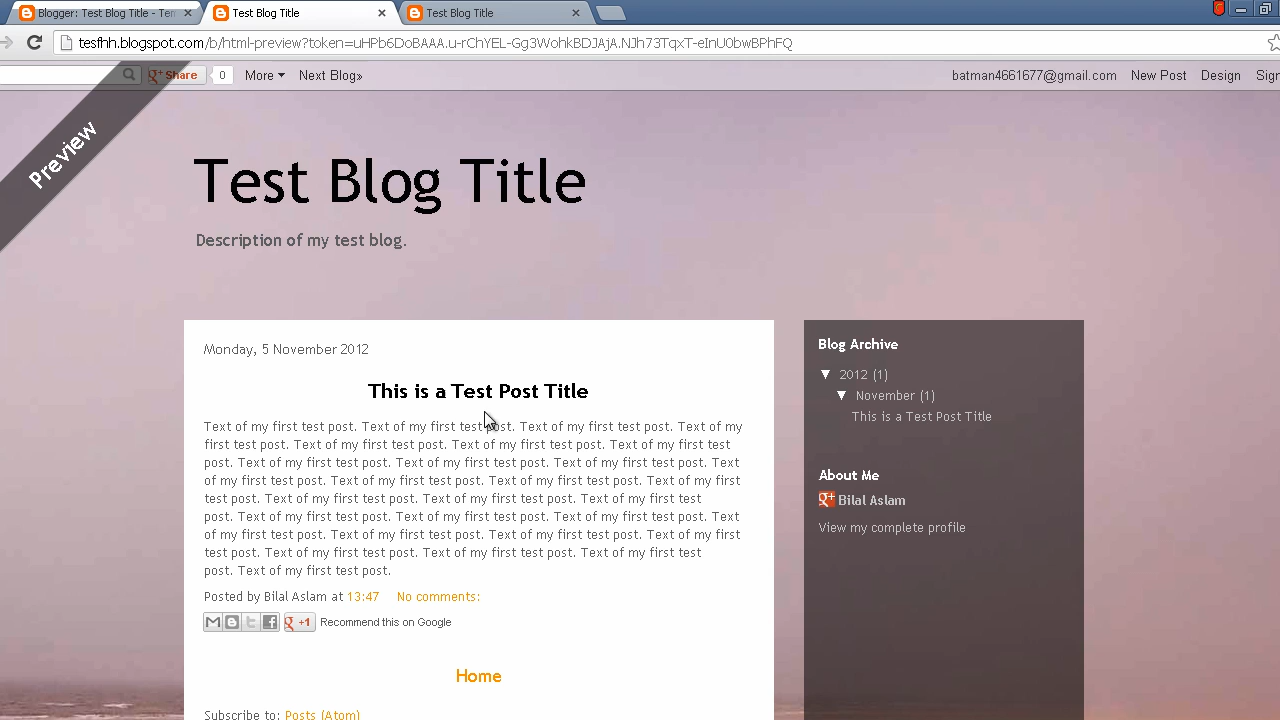 Blogger: Test Blog Title - Tem
Test Blog Title
Test Blog Title
tesfhh.blogspot.com/b/html-preview?token=uHPb6DoBAAA.u-rChYEL-Gg3WohkBDJAjA.NJh73TqxT-eInUObwBPhFQ
Share 0 More Next Blog» batman4661677@gmail.com New Post Design Sign
Preview
Test Blog Title
Description of my test blog.
Monday, 5 November 2012
This is a Test Post Title
Text of my first test post. Text of my first test post. Text of my first test post. Text of my
first test post. Text of my first test post. Text of my first test post. Text of my first test
post. Text of my first test post. Text of my first test post. Text of my first test post. Text
of my first test post. Text of my first test post. Text of my first test post. Text of my first
test post. Text of my first test post. Text of my first test post. Text of my first test
post. Text of my first test post. Text of my first test post. Text of my first test post. Text
of my first test post. Text of my first test post. Text of my first test post. Text of my first
test post. Text of my first test post. Text of my first test post. Text of my first test
post. Text of my first test post.
Posted by Bilal Aslam at 13:47 No comments:
g+1 Recommend this on Google
Home
Subscribe to: Posts (Atom)
Blog Archive
▼ 2012 (1)
▼ November (1)
This is a Test Post Title
About Me
Bilal Aslam
View my complete profile